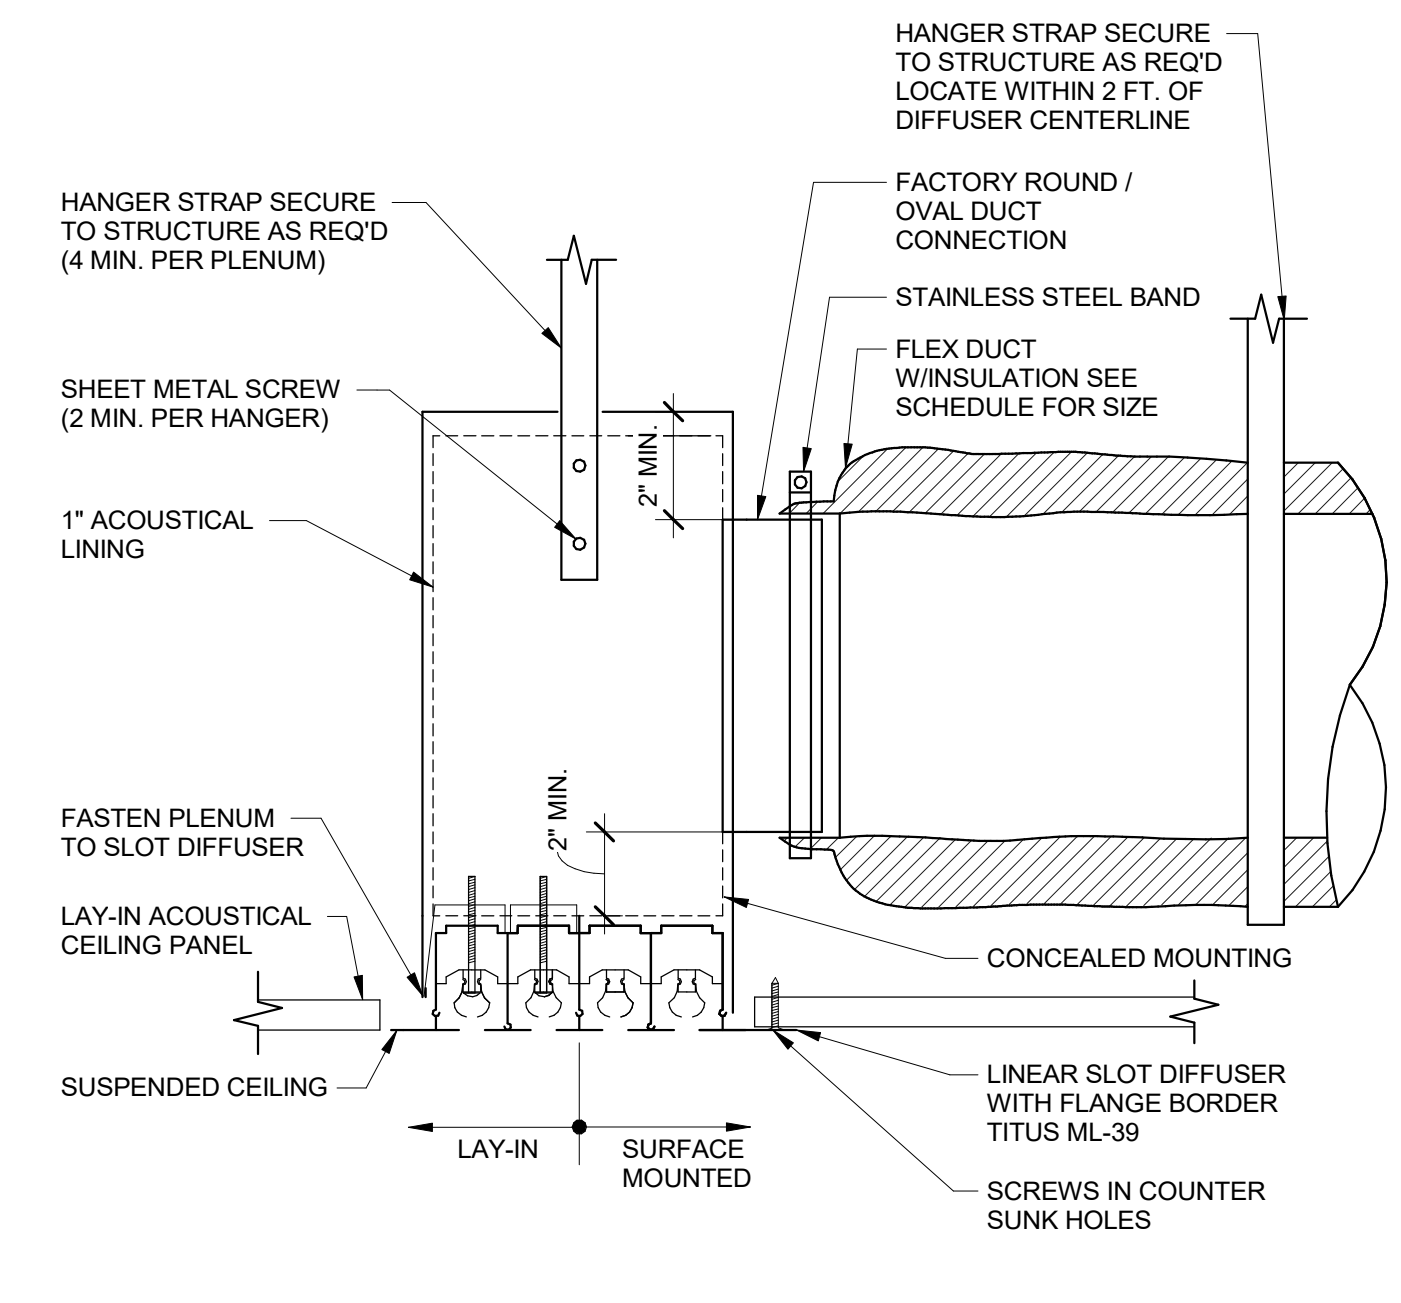 HANGER STRAP SECURE
TO STRUCTURE AS REQ'D
LOCATE WITHIN 2 FT. OF
DIFFUSER CENTERLINE
HANGER STRAP SECURE
TO STRUCTURE AS REQ'D
(4 MIN. PER PLENUM)
FACTORY ROUND /
OVAL DUCT
CONNECTION
STAINLESS STEEL BAND
FLEX DUCT
W/INSULATION SEE
SCHEDULE FOR SIZE
SHEET METAL SCREW
(2 MIN. PER HANGER)
2" MIN.
1" ACOUSTICAL
LINING
2" MIN.
FASTEN PLENUM
TO SLOT DIFFUSER
LAY-IN ACOUSTICAL
CEILING PANEL
CONCEALED MOUNTING
SUSPENDED CEILING
LINEAR SLOT DIFFUSER
WITH FLANGE BORDER
TITUS ML-39
LAY-IN
SURFACE
MOUNTED
SCREWS IN COUNTER
SUNK HOLES